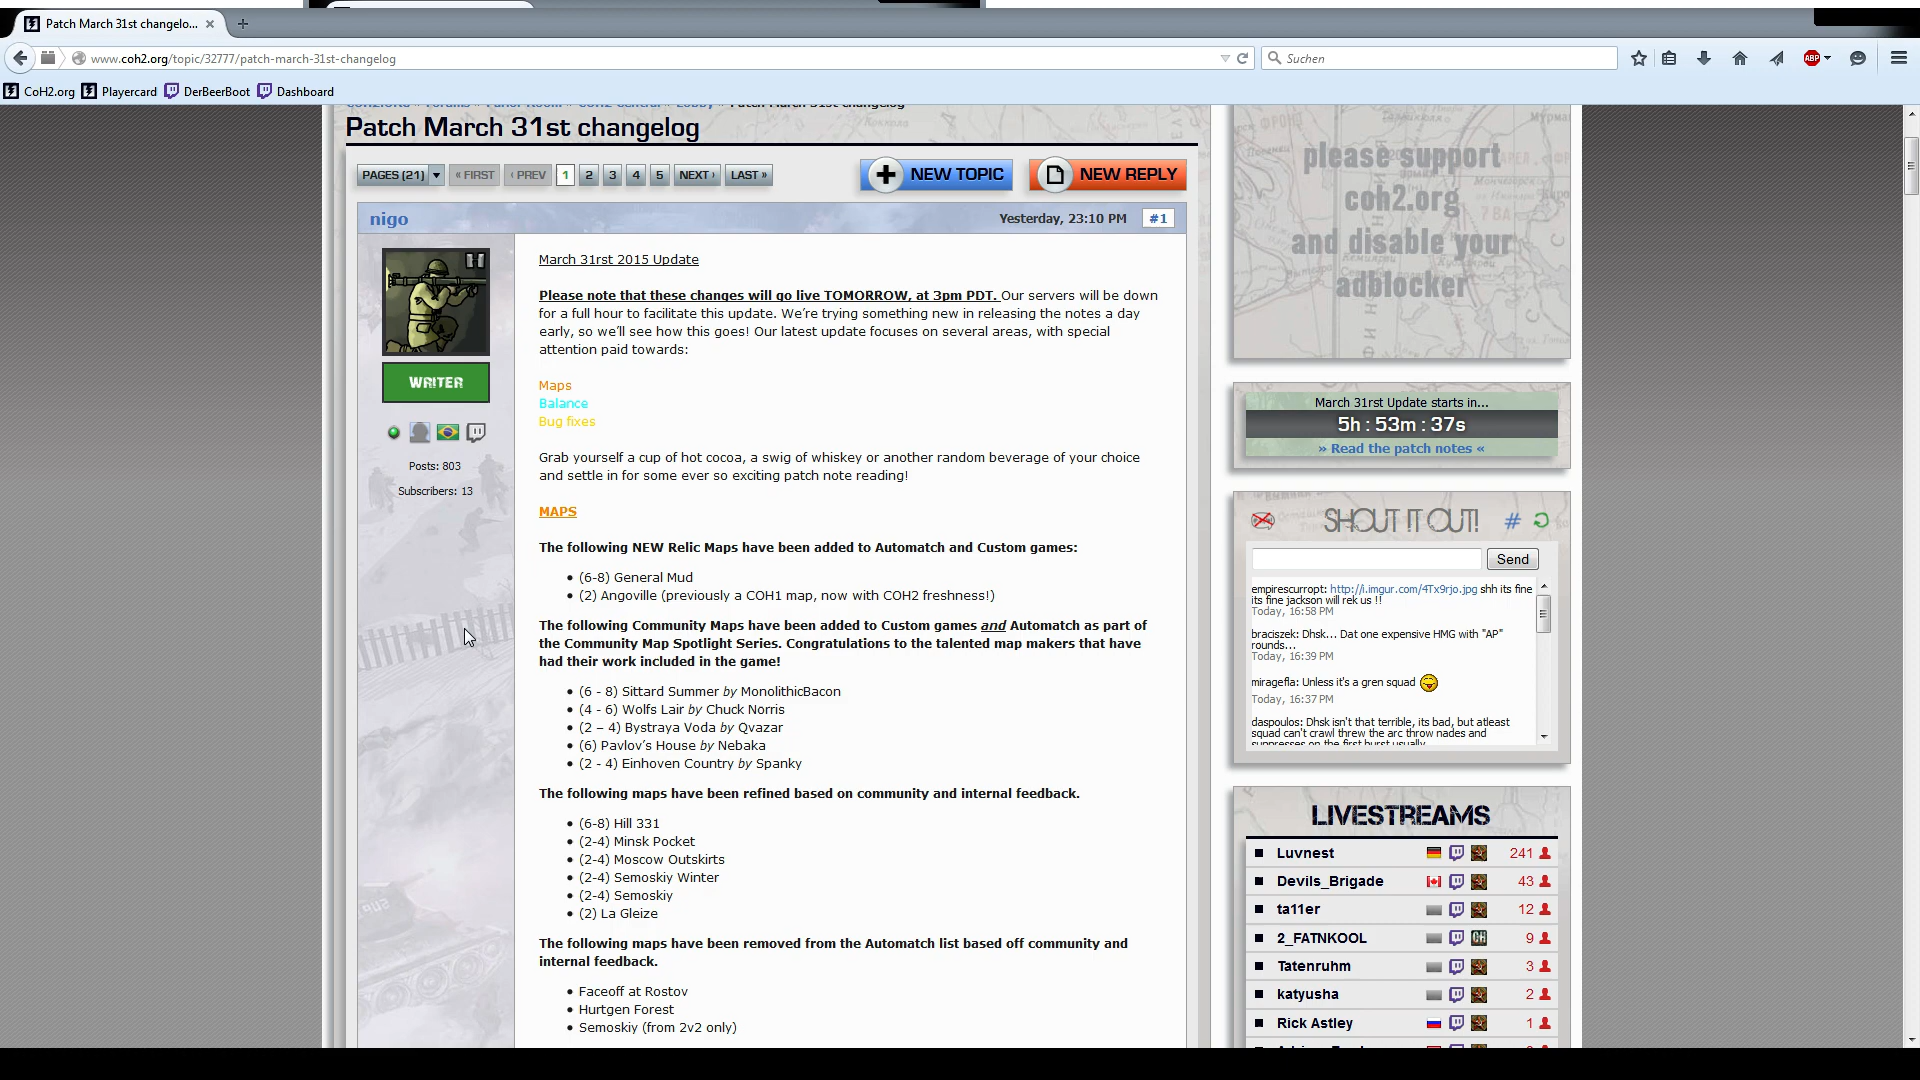 Patch March 31st changelo...
www.coh2.org/topic/32777/patch-march-31st-changelog
Suchen
ABP
CoH2.org Playercard DerBeerBoot Dashboard
Patch March 31st changelog
Patch March 31st changelog
PAGES (21) « FIRST ‹ PREV 1 2 3 4 5 NEXT › LAST »
NEW TOPIC NEW REPLY
nigo Yesterday, 23:10 PM #1
WRITER
Posts: 803
Subscribers: 13
March 31rst 2015 Update
Please note that these changes will go live TOMORROW, at 3pm PDT. Our servers will be down
for a full hour to facilitate this update. We're trying something new in releasing the notes a day
early, so we'll see how this goes! Our latest update focuses on several areas, with special
attention paid towards:
Maps
Balance
Bug fixes
Grab yourself a cup of hot cocoa, a swig of whiskey or another random beverage of your choice
and settle in for some ever so exciting patch note reading!
MAPS
The following NEW Relic Maps have been added to Automatch and Custom games:
• (6-8) General Mud
• (2) Angoville (previously a COH1 map, now with COH2 freshness!)
The following Community Maps have been added to Custom games and Automatch as part of
the Community Map Spotlight Series. Congratulations to the talented map makers that have
had their work included in the game!
• (6 - 8) Sittard Summer by MonolithicBacon
• (4 - 6) Wolfs Lair by Chuck Norris
• (2 – 4) Bystraya Voda by Qvazar
• (6) Pavlov's House by Nebaka
• (2 - 4) Einhoven Country by Spanky
The following maps have been refined based on community and internal feedback.
• (6-8) Hill 331
• (2-4) Minsk Pocket
• (2-4) Moscow Outskirts
• (2-4) Semoskiy Winter
• (2-4) Semoskiy
• (2) La Gleize
The following maps have been removed from the Automatch list based off community and
internal feedback.
• Faceoff at Rostov
• Hurtgen Forest
• Semoskiy (from 2v2 only)
please support
coh2.org
and disable your
adblocker
March 31rst Update starts in...
5h : 53m : 37s
» Read the patch notes «
SHOUT IT OUT! #
Send
empirescurropt: http://i.imgur.com/4Tx9rjo.jpg shh its fine
its fine jackson will rek us !!
Today, 16:58 PM
braciszek: Dhsk... Dat one expensive HMG with "AP"
rounds...
Today, 16:39 PM
miragefla: Unless it's a gren squad
Today, 16:37 PM
daspoulos: Dhsk isn't that terrible, its bad, but atleast
squad can't crawl threw the arc throw nades and
suppresses on the first burst usually
LIVESTREAMS
Luvnest 241
Devils_Brigade 43
ta11er 12
2_FATNKOOL 9
Tatenruhm 3
katyusha 2
Rick Astley 1